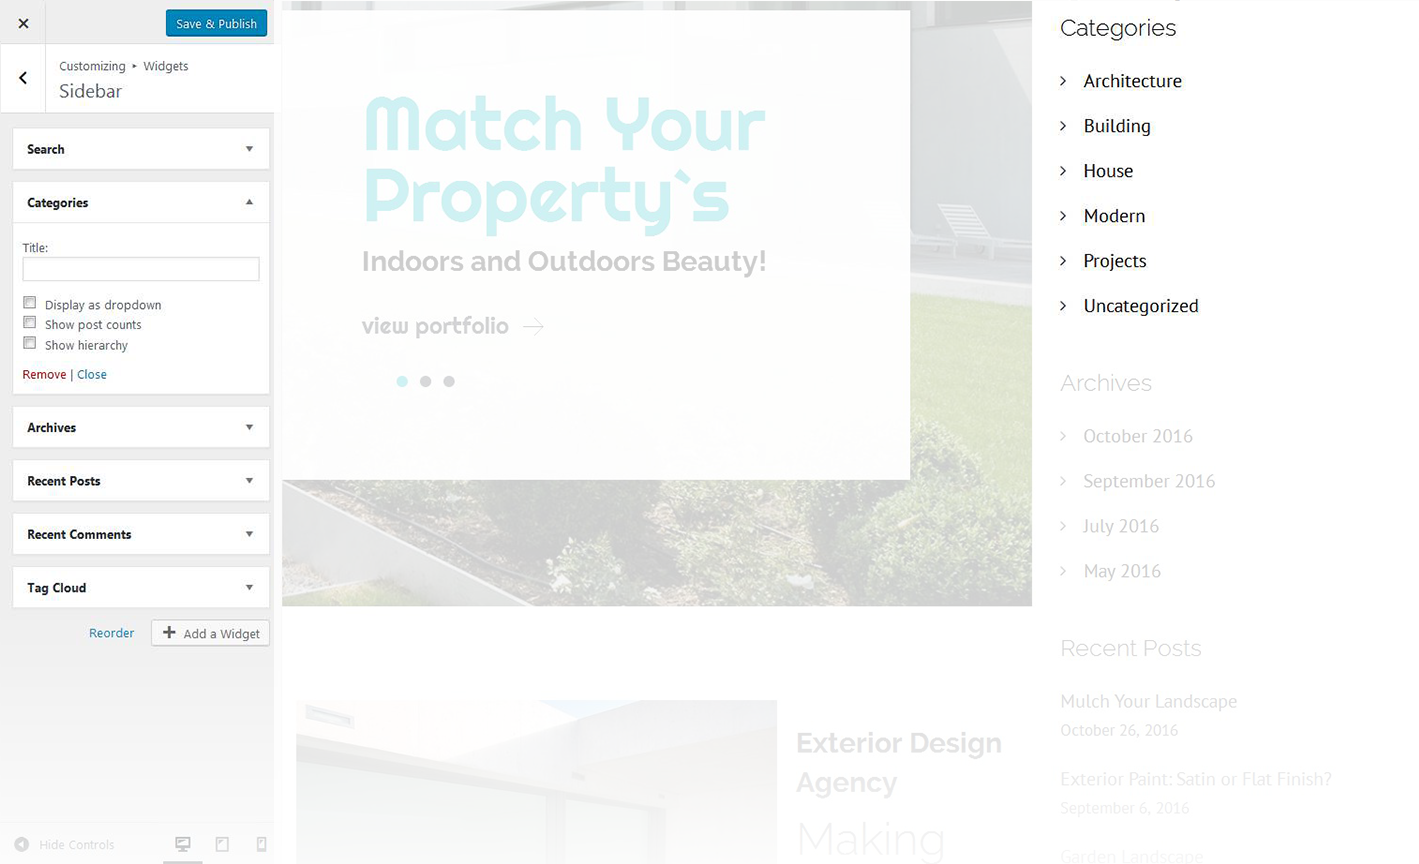 Save & Publish
Customizing ▸ Widgets
Sidebar
Search
Categories
Title:
Display as dropdown
Show post counts
Show hierarchy
Remove | Close
Archives
Recent Posts
Recent Comments
Tag Cloud
Reorder
Add a Widget
Hide Controls
Match Your
Property`s
Indoors and Outdoors Beauty!
view portfolio
Exterior Design
Agency
Making
Categories
Architecture
Building
House
Modern
Projects
Uncategorized
Archives
October 2016
September 2016
July 2016
May 2016
Recent Posts
Mulch Your Landscape
October 26, 2016
Exterior Paint: Satin or Flat Finish?
September 6, 2016
Garden Landscape